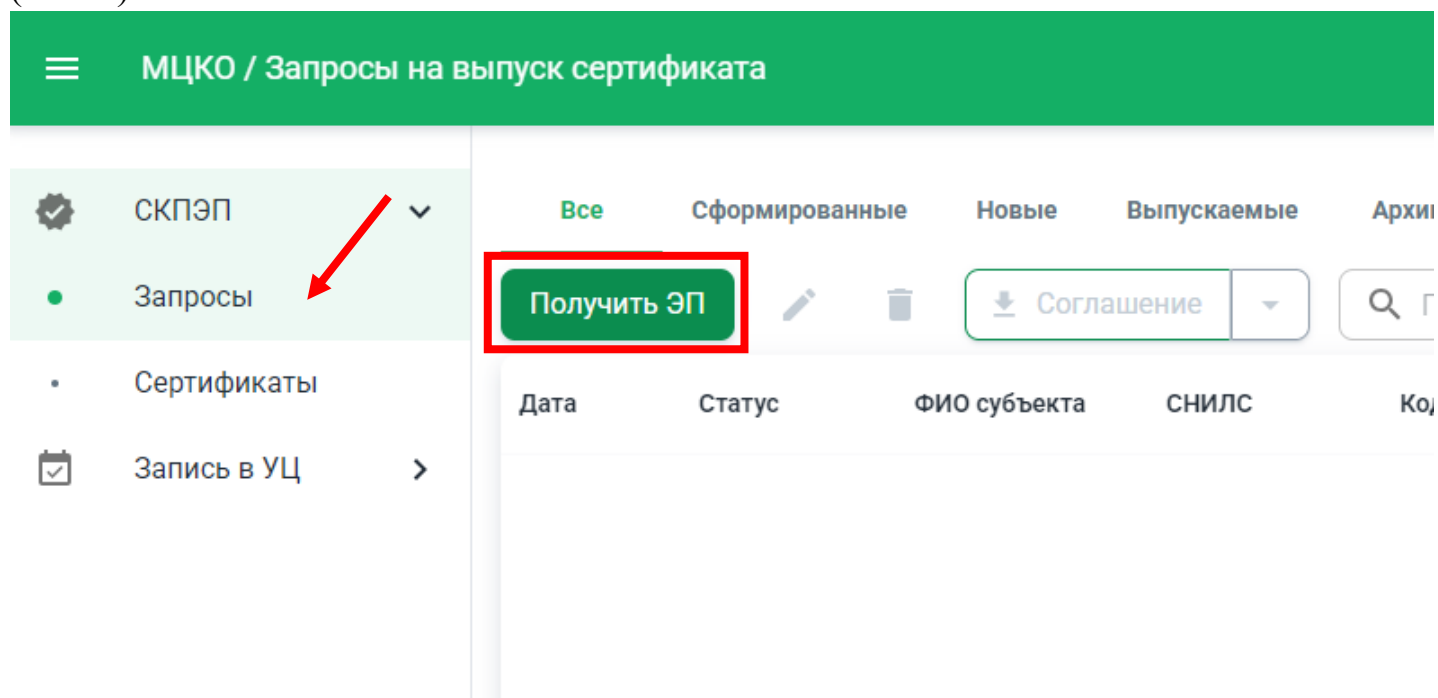 МЦКО / Запросы на выпуск сертификата
СКПЭП
Запросы
Сертификаты
Запись в УЦ
Все Сформированные Новые Выпускаемые
Получить ЭП Соглашение
Дата Статус ФИО субъекта СНИЛС